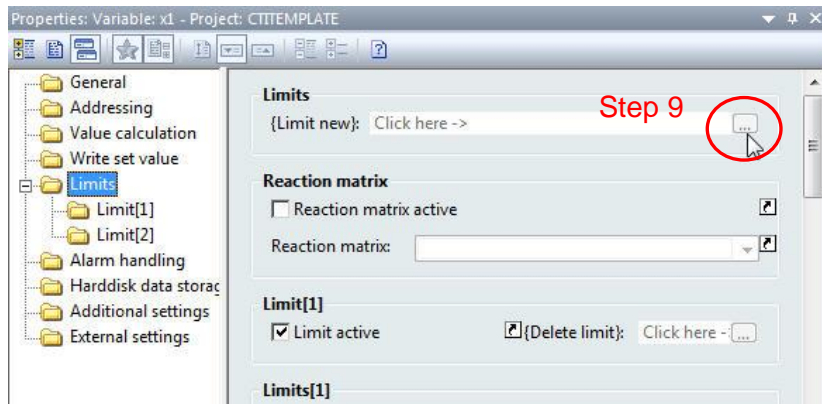 Properties: Variable: x1 - Project: CTITEMPLATE
General
Addressing
Value calculation
Write set value
Limits
Limit[1]
Limit[2]
Alarm handling
Harddisk data storag
Additional settings
External settings
Limits
Step 9
{Limit new}: Click here -> ...
Reaction matrix
Reaction matrix active
Reaction matrix:
Limit[1]
Limit active {Delete limit}: Click here - ...
Limits[1]